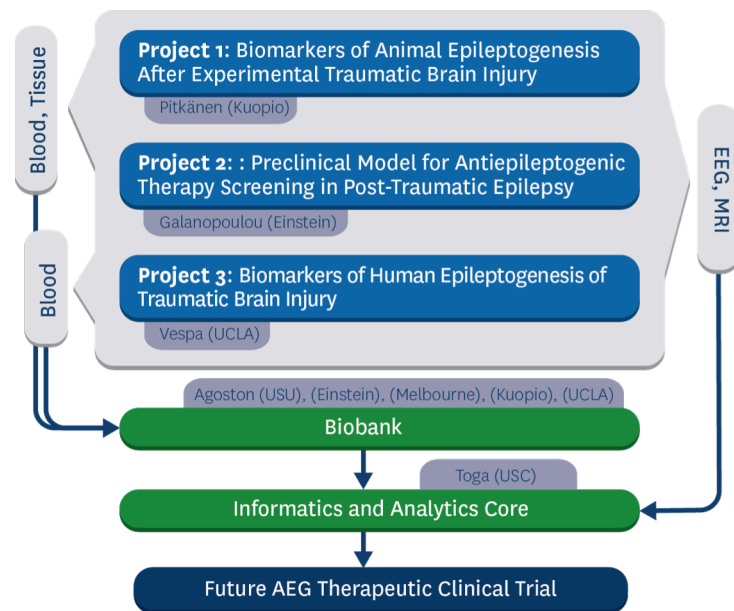 Project 1: Biomarkers of Animal Epileptogenesis
After Experimental Traumatic Brain Injury
Pitkänen (Kuopio)
Blood, Tissue
Project 2: : Preclinical Model for Antiepileptogenic
Therapy Screening in Post-Traumatic Epilepsy
Galanopoulou (Einstein)
EEG, MRI
Project 3: Biomarkers of Human Epileptogenesis of
Traumatic Brain Injury
Vespa (UCLA)
Blood
Agoston (USU), (Einstein), (Melbourne), (Kuopio), (UCLA)
Biobank
Toga (USC)
Informatics and Analytics Core
Future AEG Therapeutic Clinical Trial